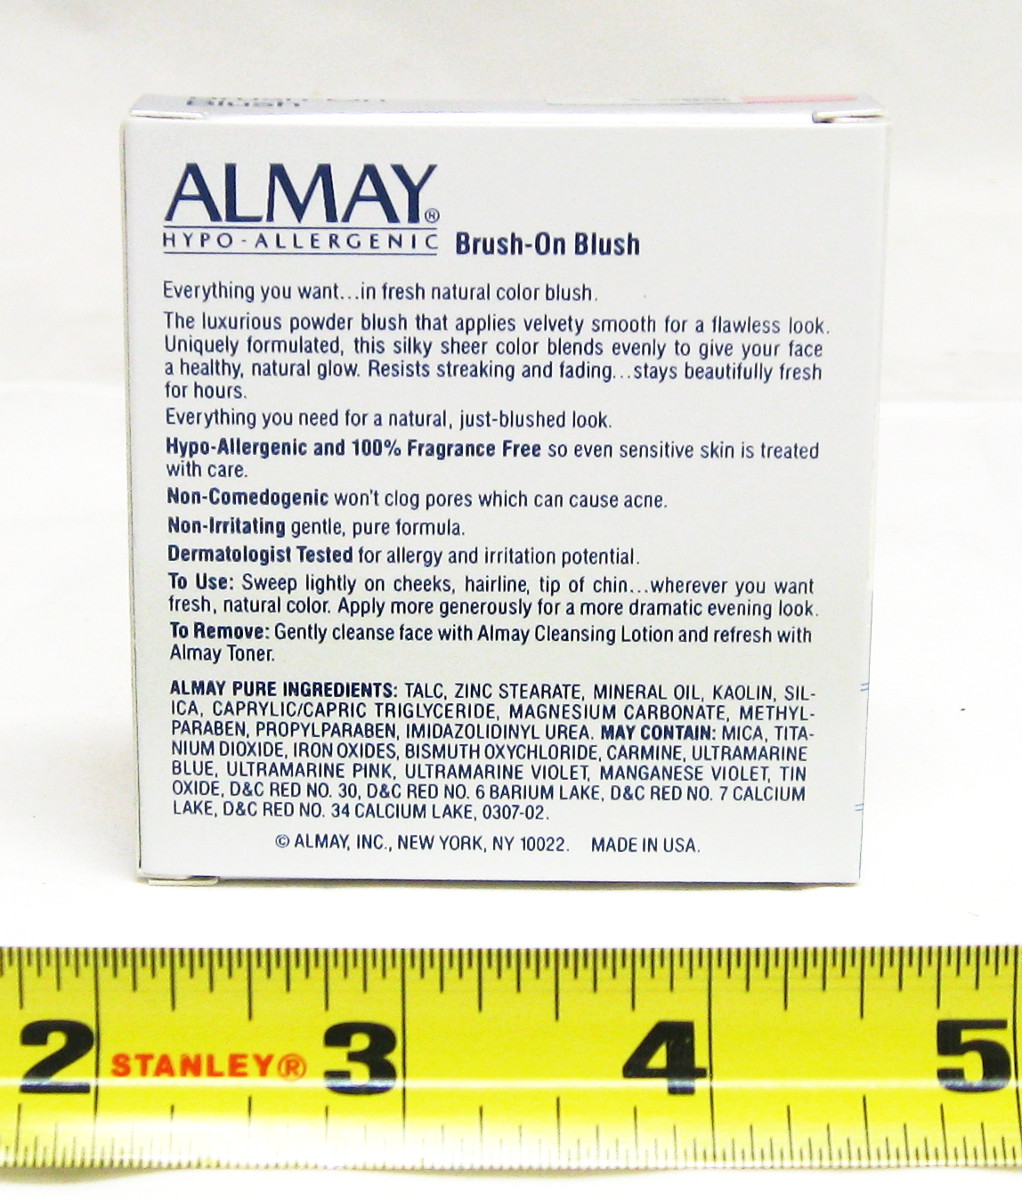 Blush
ALMAY®
HYPO-ALLERGENIC Brush-On Blush
Everything you want...in fresh natural color blush.
The luxurious powder blush that applies velvety smooth for a flawless look.
Uniquely formulated, this silky sheer color blends evenly to give your face
a healthy, natural glow. Resists streaking and fading...stays beautifully fresh
for hours.
Everything you need for a natural, just-blushed look.
Hypo-Allergenic and 100% Fragrance Free so even sensitive skin is treated
with care.
Non-Comedogenic won't clog pores which can cause acne.
Non-Irritating gentle, pure formula.
Dermatologist Tested for allergy and irritation potential.
To Use: Sweep lightly on cheeks, hairline, tip of chin...wherever you want
fresh, natural color. Apply more generously for a more dramatic evening look.
To Remove: Gently cleanse face with Almay Cleansing Lotion and refresh with
Almay Toner.
ALMAY PURE INGREDIENTS: TALC, ZINC STEARATE, MINERAL OIL, KAOLIN, SIL-
ICA, CAPRYLIC/CAPRIC TRIGLYCERIDE, MAGNESIUM CARBONATE, METHYL-
PARABEN, PROPYLPARABEN, IMIDAZOLIDINYL UREA. MAY CONTAIN: MICA, TITA-
NIUM DIOXIDE, IRON OXIDES, BISMUTH OXYCHLORIDE, CARMINE, ULTRAMARINE
BLUE, ULTRAMARINE PINK, ULTRAMARINE VIOLET, MANGANESE VIOLET, TIN
OXIDE, D&C RED NO. 30, D&C RED NO. 6 BARIUM LAKE, D&C RED NO. 7 CALCIUM
LAKE, D&C RED NO. 34 CALCIUM LAKE, 0307-02.
© ALMAY, INC., NEW YORK, NY 10022. MADE IN USA.
2 STANLEY® 3 4 5